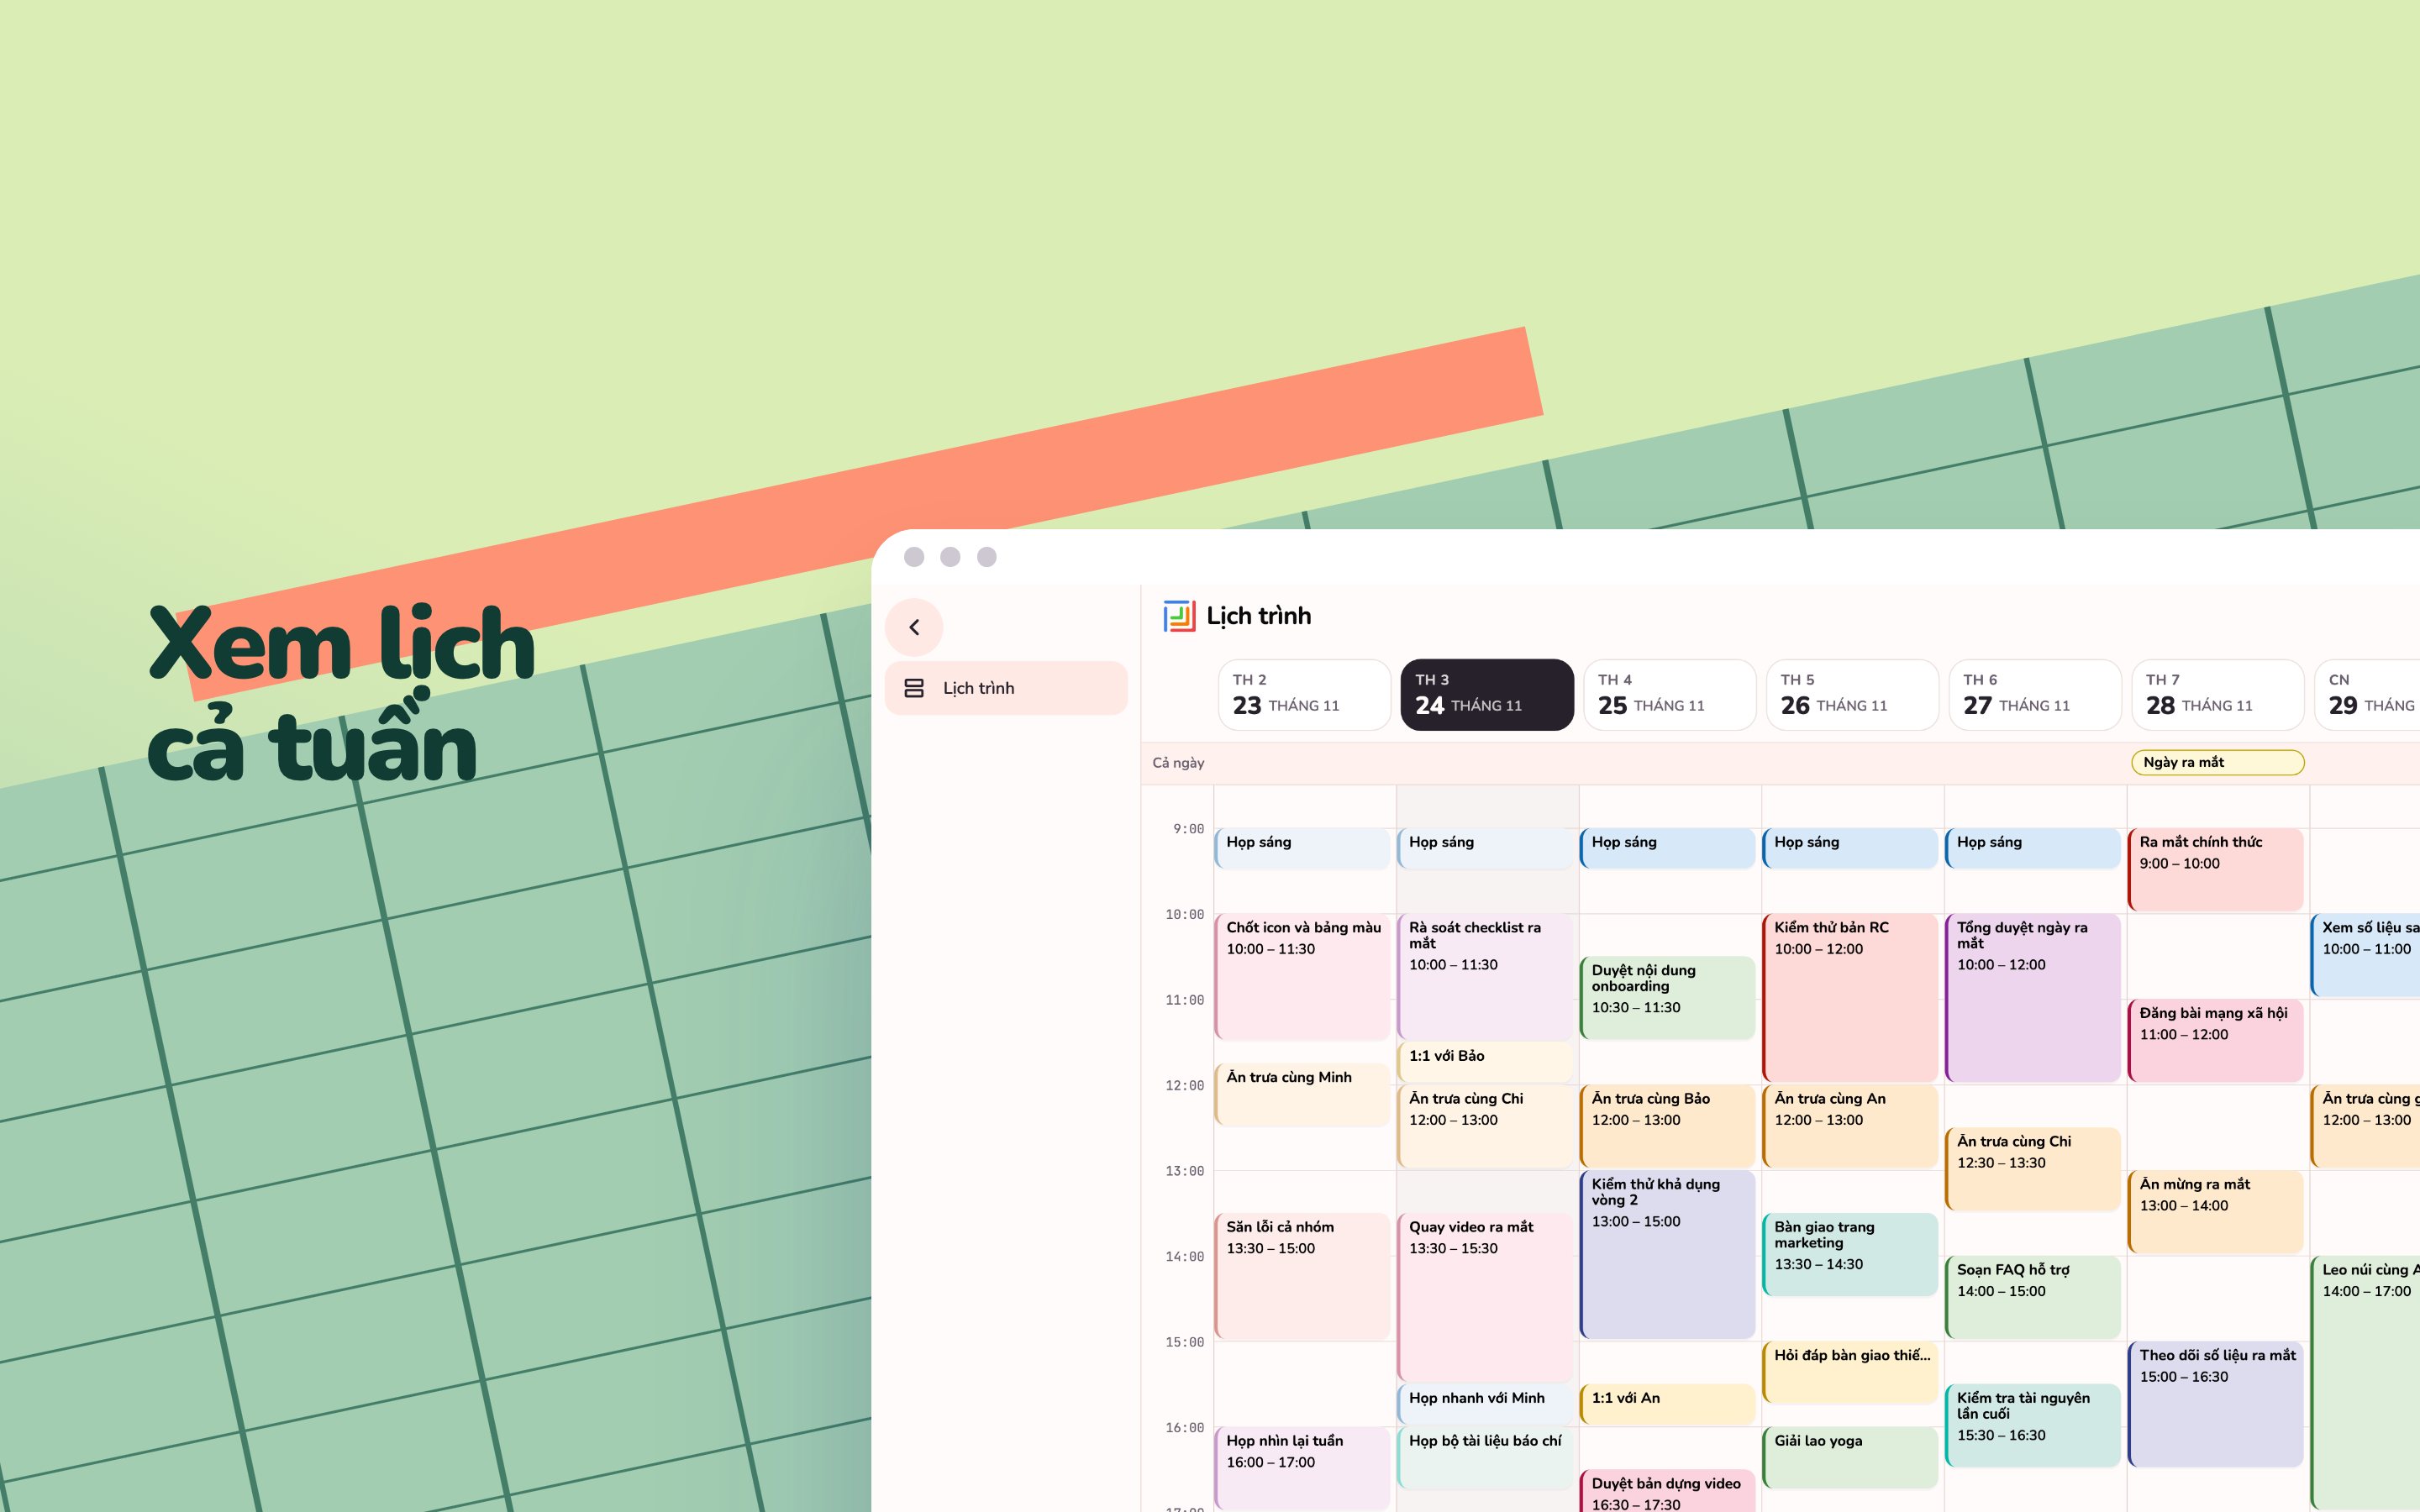 Xem lịch
cả tuần
Lịch trình
Lịch trình
TH 2
23 THÁNG 11
TH 3
24 THÁNG 11
TH 4
25 THÁNG 11
TH 5
26 THÁNG 11
TH 6
27 THÁNG 11
TH 7
28 THÁNG 11
CN
29 THÁNG
Cả ngày
Ngày ra mắt
9:00
10:00
11:00
12:00
13:00
14:00
15:00
16:00
17:00
Họp sáng
Chốt icon và bảng màu
10:00 – 11:30
Ăn trưa cùng Minh
Săn lỗi cả nhóm
13:30 – 15:00
Họp nhìn lại tuần
16:00 – 17:00
Họp sáng
Rà soát checklist ra
mắt
10:00 – 11:30
1:1 với Bảo
Ăn trưa cùng Chi
12:00 – 13:00
Quay video ra mắt
13:30 – 15:30
Họp nhanh với Minh
Họp bộ tài liệu báo chí
Họp sáng
Duyệt nội dung
onboarding
10:30 – 11:30
Ăn trưa cùng Bảo
12:00 – 13:00
Kiểm thử khả dụng
vòng 2
13:00 – 15:00
1:1 với An
Duyệt bản dựng video
16:30 – 17:30
Họp sáng
Kiểm thử bản RC
10:00 – 12:00
Ăn trưa cùng An
12:00 – 13:00
Bàn giao trang
marketing
13:30 – 14:30
Hỏi đáp bàn giao thiế...
Giải lao yoga
Họp sáng
Tổng duyệt ngày ra
mắt
10:00 – 12:00
Ăn trưa cùng Chi
12:30 – 13:30
Soạn FAQ hỗ trợ
14:00 – 15:00
Kiểm tra tài nguyên
lần cuối
15:30 – 16:30
Ra mắt chính thức
9:00 – 10:00
Đăng bài mạng xã hội
11:00 – 12:00
Ăn mừng ra mắt
13:00 – 14:00
Theo dõi số liệu ra mắt
15:00 – 16:30
Xem số liệu sa
10:00 – 11:00
Ăn trưa cùng g
12:00 – 13:00
Leo núi cùng A
14:00 – 17:00